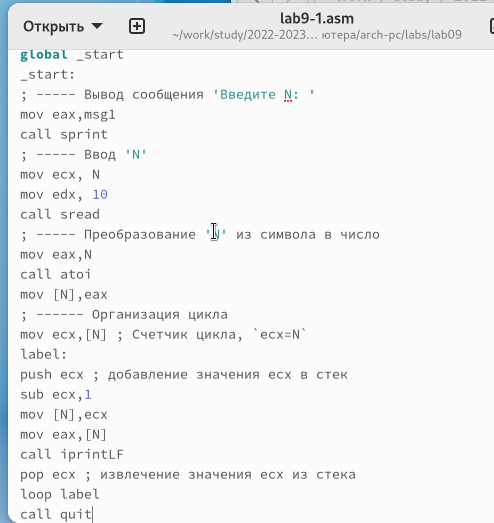 Открыть
lab9-1.asm
~/work/study/2022-2023… ютера/arch-pc/labs/lab09
global _start
_start:
; ----- Вывод сообщения 'Введите N: '
mov eax,msg1
call sprint
; ----- Ввод 'N'
mov ecx, N
mov edx, 10
call sread
; ----- Преобразование 'N' из символа в число
mov eax,N
call atoi
mov [N],eax
; ------ Организация цикла
mov ecx,[N] ; Счетчик цикла, `ecx=N`
label:
push ecx ; добавление значения ecx в стек
sub ecx,1
mov [N],ecx
mov eax,[N]
call iprintLF
pop ecx ; извлечение значения ecx из стека
loop label
call quit